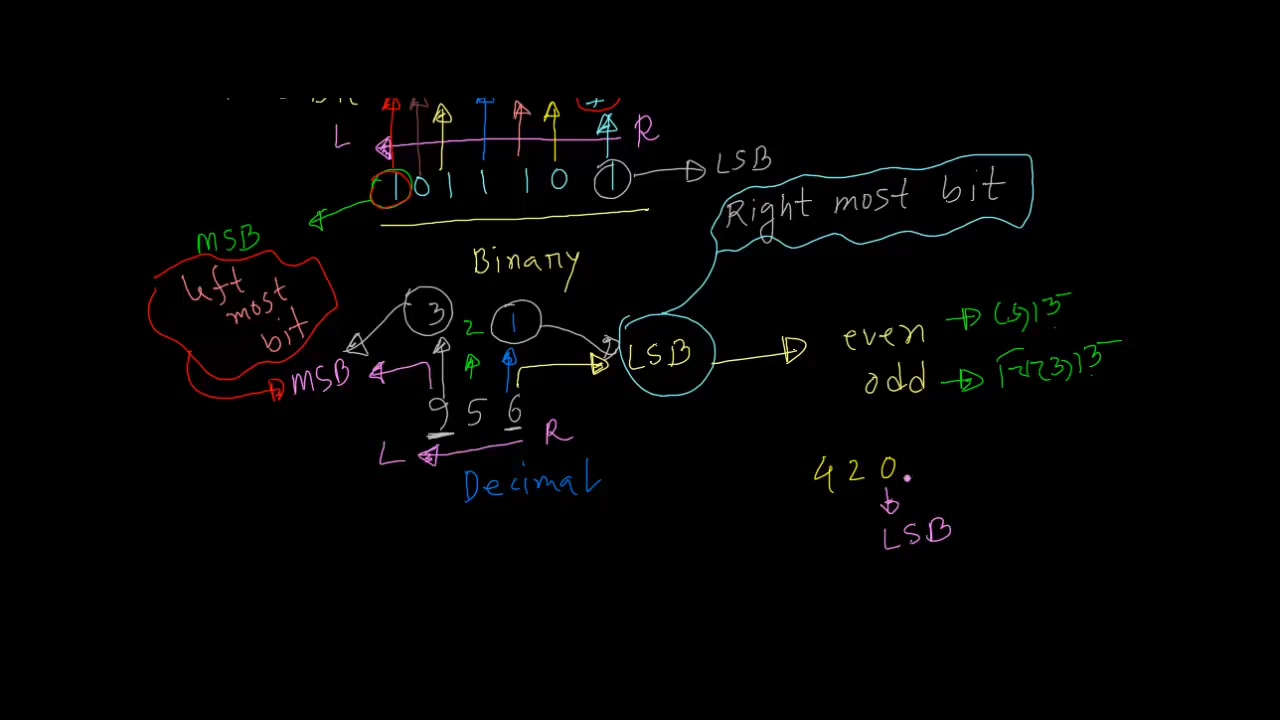 L R
1 0 1 1 1 0 1 LSB
Right most bit
MSB
left
most
bit
Binary
3 2 1
MSB LSB
even
odd
9 5 6
L R
Decimal
4 2 0.
LSB